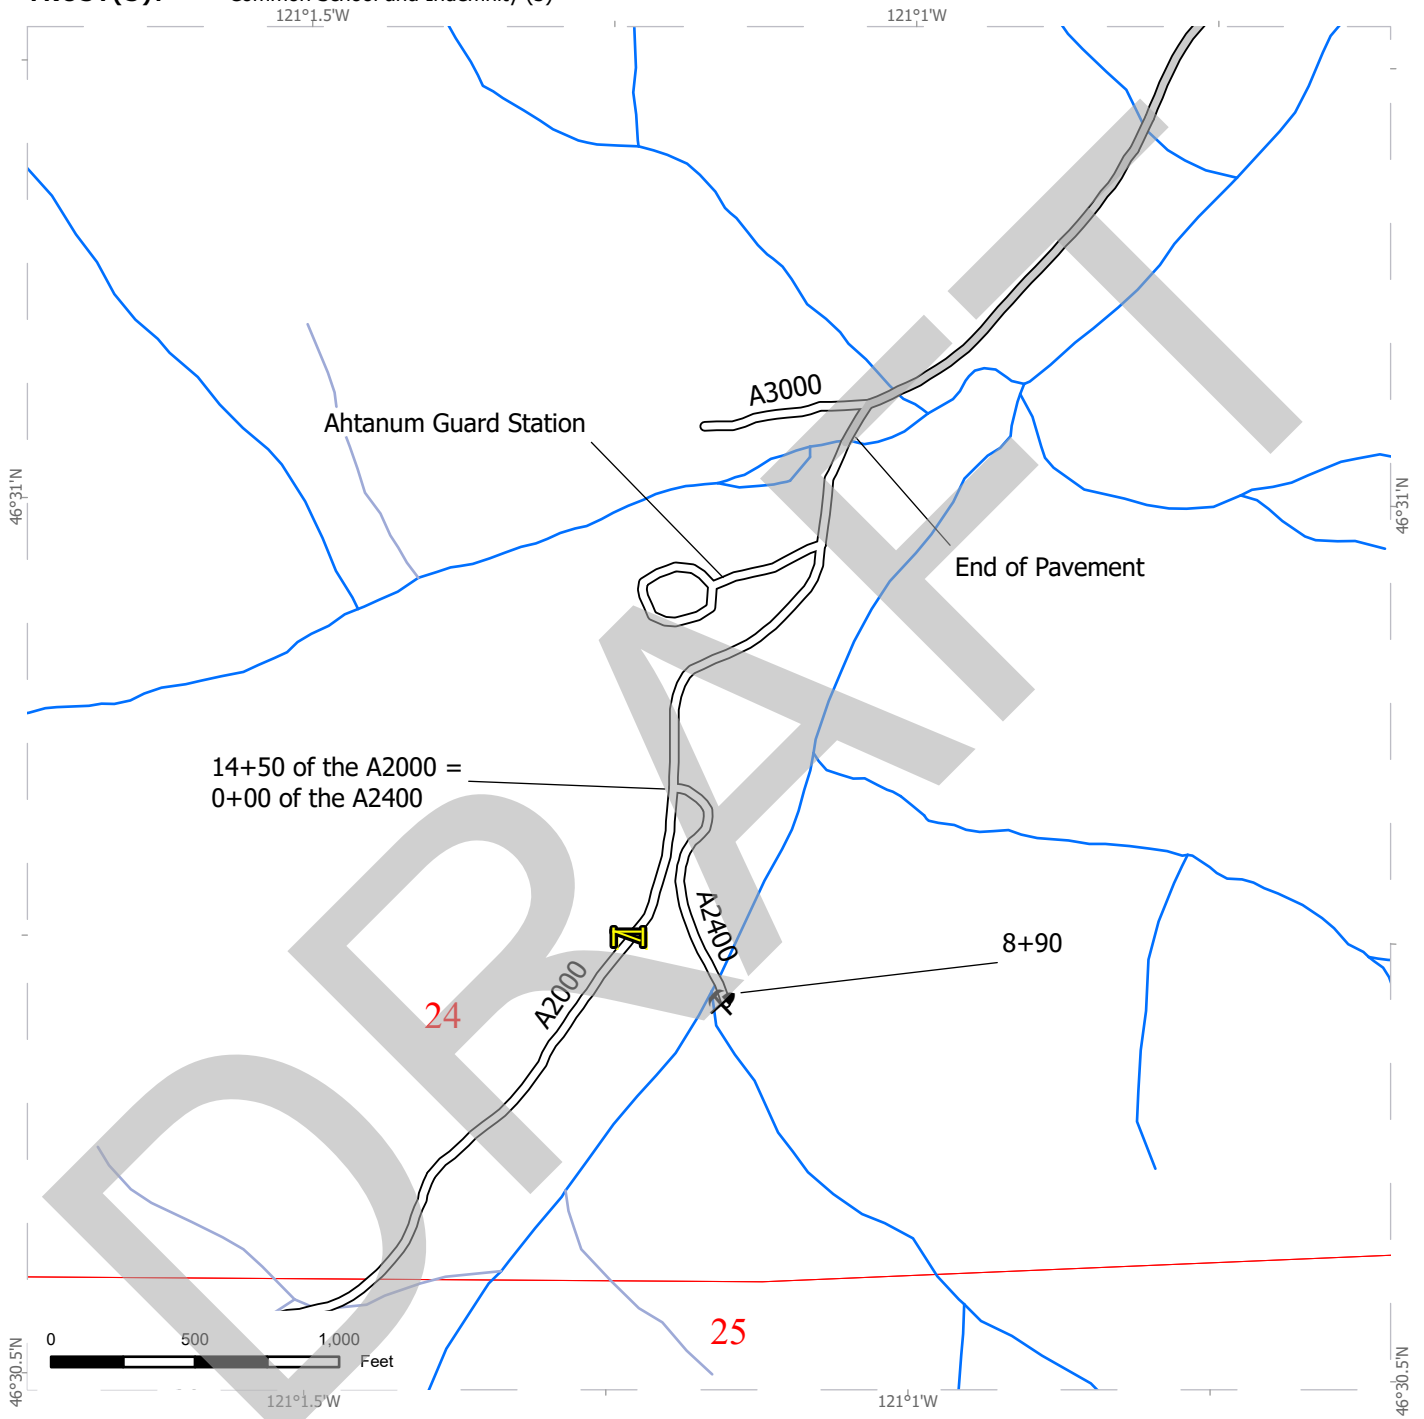 121°1.5'W
121°1'W
A3000
Ahtanum Guard Station
46°31'N
46°31'N
End of Pavement
14+50 of the A2000 =
0+00 of the A2400
A2400
8+90
A2000
24
25
0 500 1,000
Feet
46°30.5'N
46°30.5'N
121°1.5'W
121°1'W
DRAFT